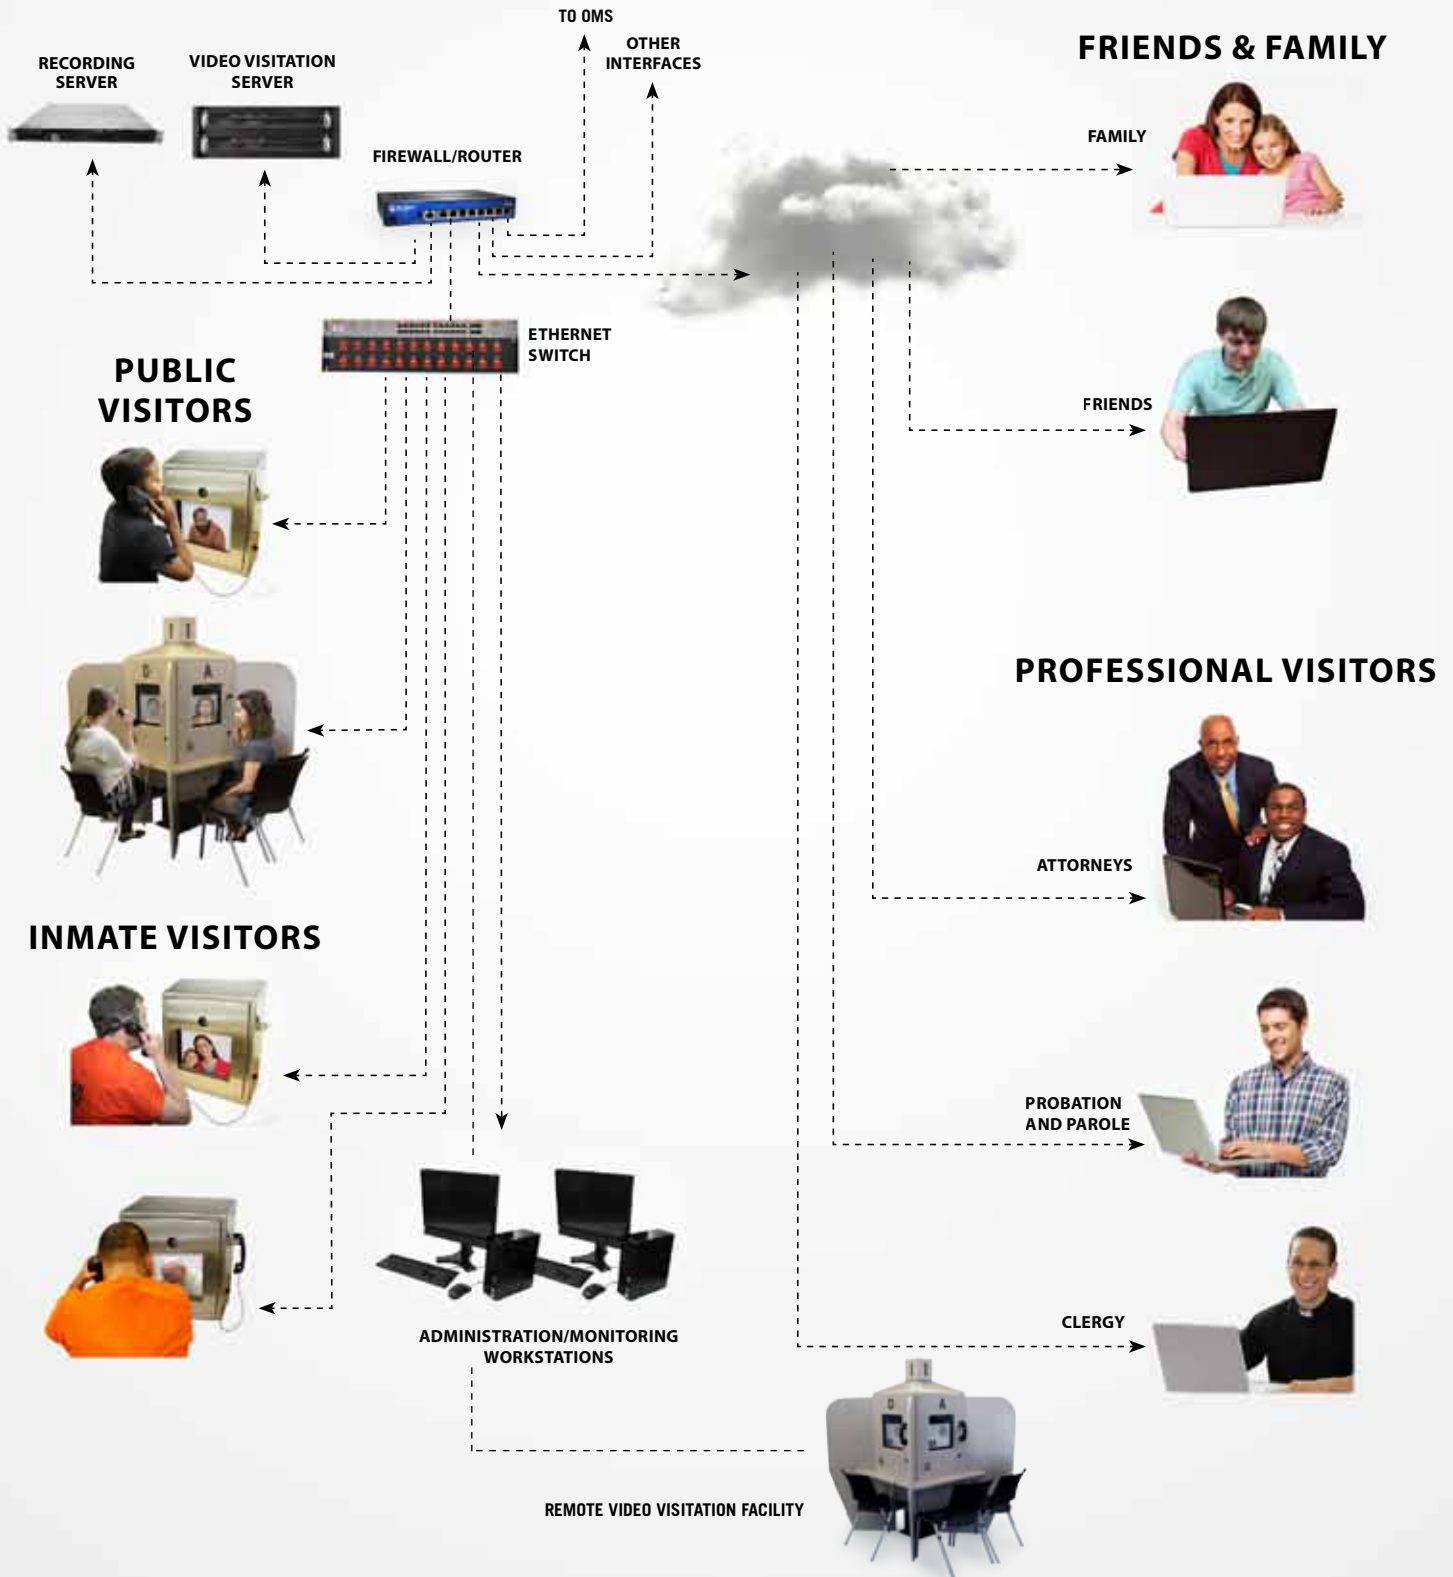 TO OMS
OTHER
INTERFACES
RECORDING
SERVER
VIDEO VISITATION
SERVER
FIREWALL/ROUTER
FRIENDS & FAMILY
FAMILY
ETHERNET
SWITCH
FRIENDS
PUBLIC
VISITORS
D
A
PROFESSIONAL VISITORS
ATTORNEYS
INMATE VISITORS
PROBATION
AND PAROLE
CLERGY
ADMINISTRATION/MONITORING
WORKSTATIONS
D
A
REMOTE VIDEO VISITATION FACILITY